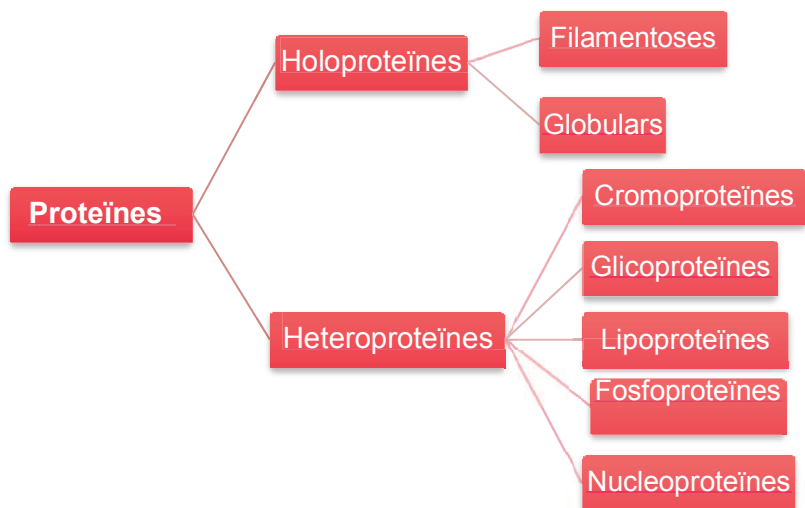 Proteïnes
Holoproteïnes
Filamentoses
Globulars
Heteroproteïnes
Cromoproteïnes
Glicoproteïnes
Lipoproteïnes
Fosfoproteïnes
Nucleoproteïnes